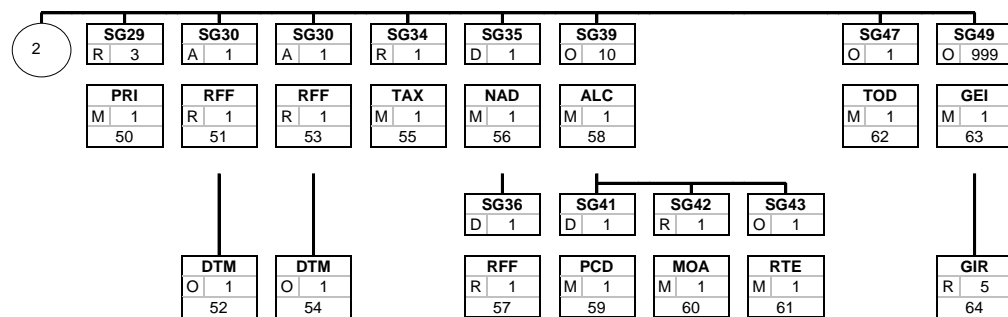 2
SG29 SG30 SG30 SG34 SG35 SG39 SG47 SG49
R 3 A 1 A 1 R 1 D 1 O 10 O 1 O 999
PRI RFF RFF TAX NAD ALC TOD GEI
M 1 R 1 R 1 M 1 M 1 M 1 M 1 M 1
50 51 53 55 56 58 62 63
SG36 SG41 SG42 SG43
D 1 D 1 R 1 O 1
DTM DTM RFF PCD MOA RTE GIR
O 1 O 1 R 1 M 1 M 1 M 1 R 5
52 54 57 59 60 61 64